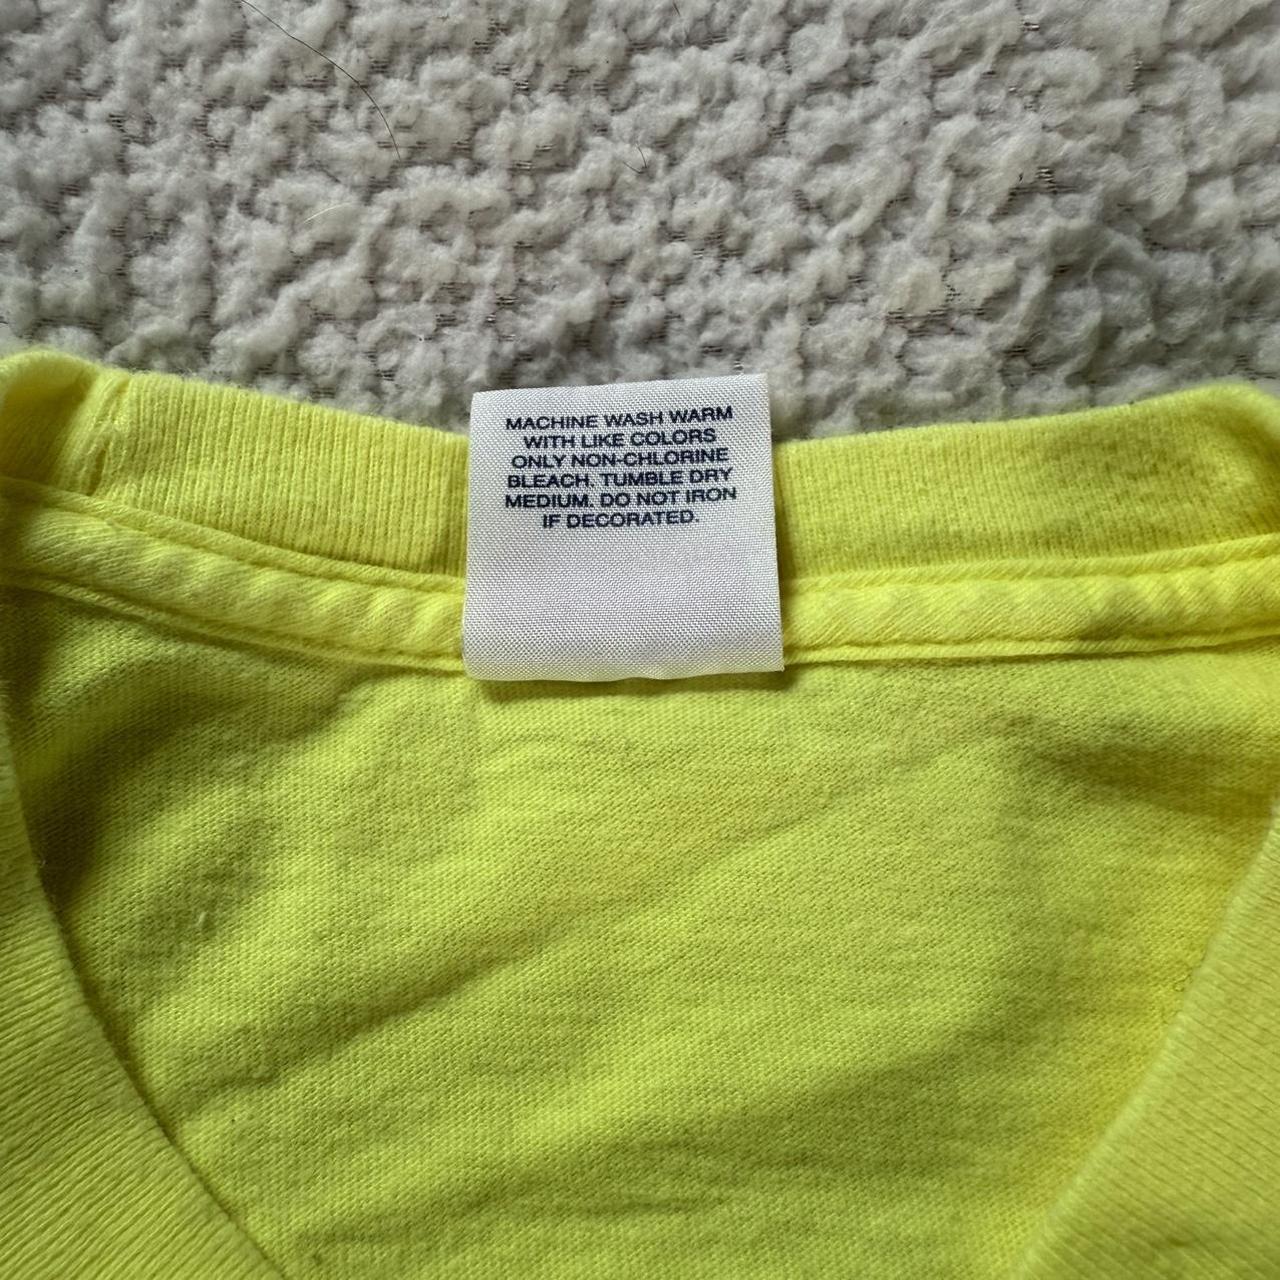 MACHINE WASH WARM
WITH LIKE COLORS
ONLY NON-CHLORINE
BLEACH. TUMBLE DRY
MEDIUM. DO NOT IRON
IF DECORATED.